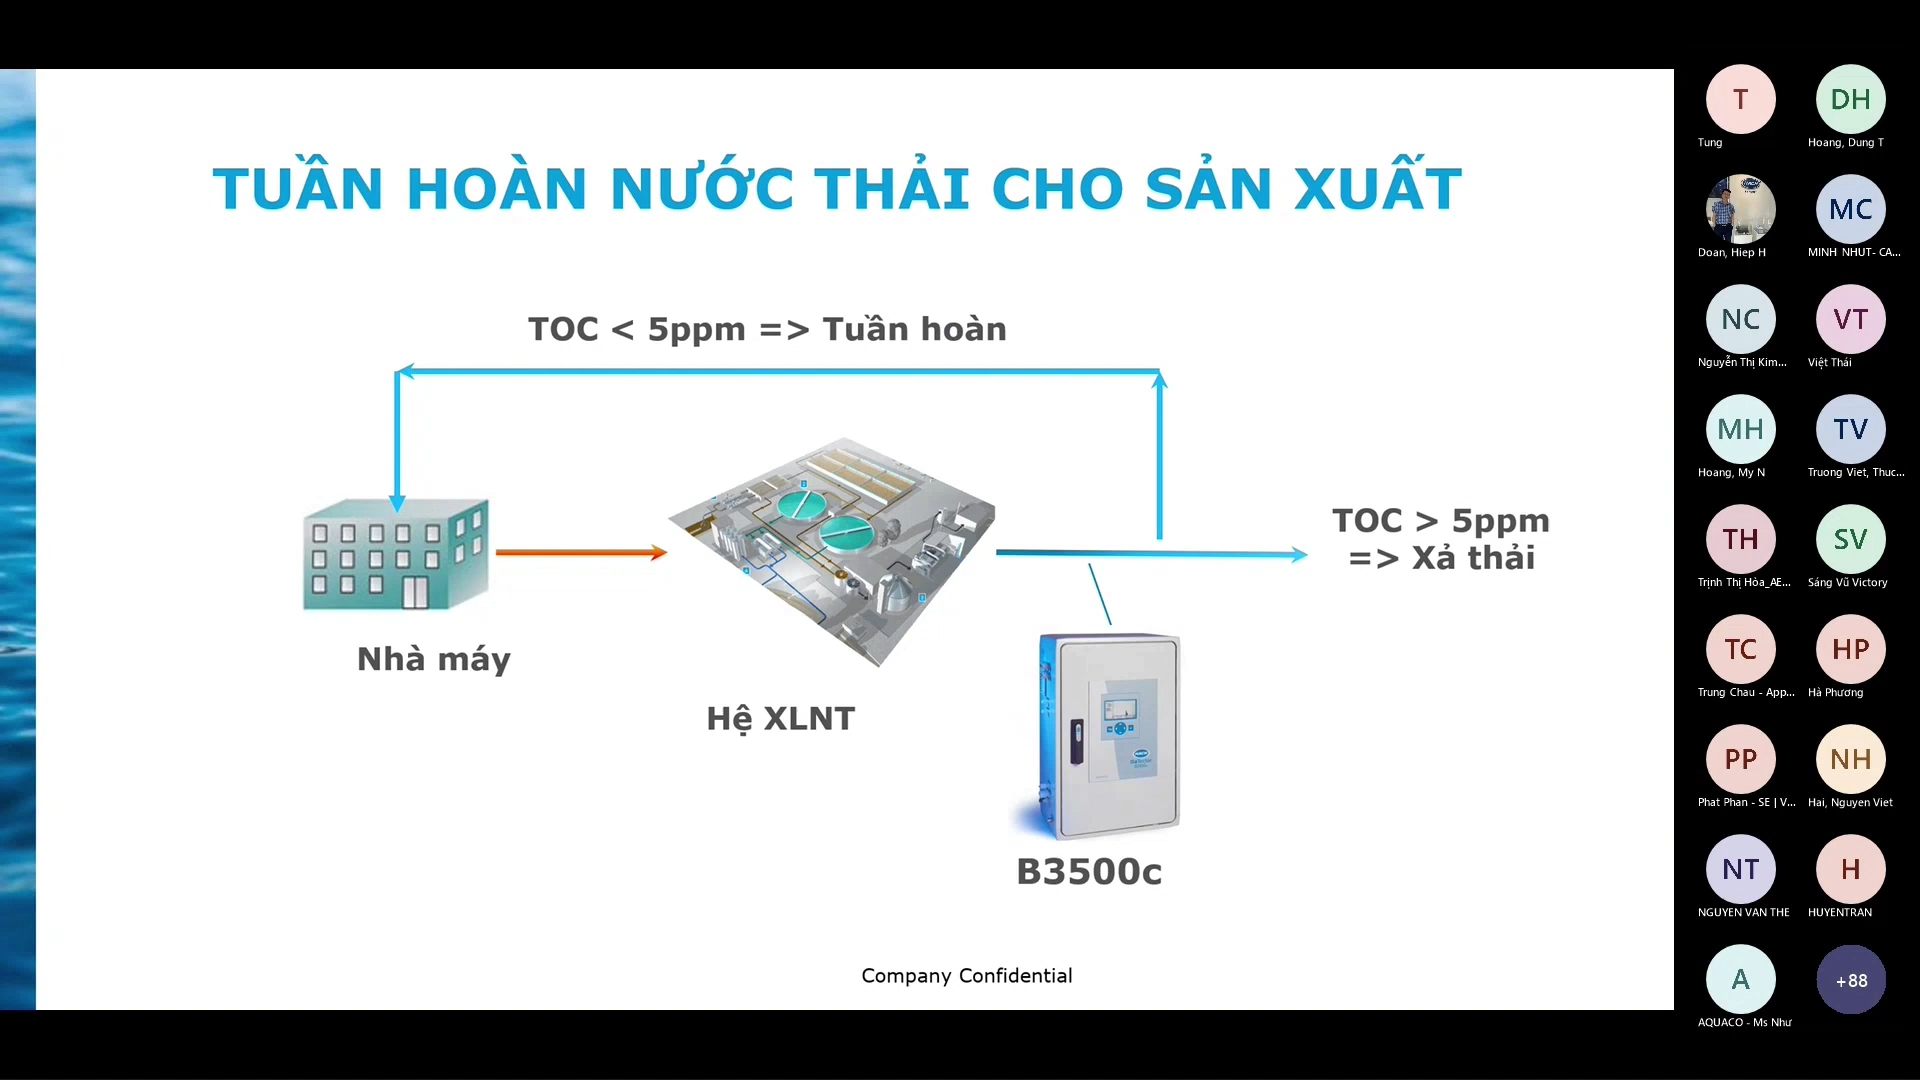 TUẦN HOÀN NƯỚC THẢI CHO SẢN XUẤT
TOC < 5ppm => Tuần hoàn
TOC > 5ppm
=> Xả thải
Nhà máy
Hệ XLNT
B3500c
Company Confidential
T
Tung
DH
Hoang, Dung T
Doan, Hiep H
MC
MINH NHUT- CA...
NC
Nguyễn Thị Kim...
VT
Việt Thái
MH
Hoang, My N
TV
Truong Viet, Thuc...
TH
Trịnh Thị Hòa_AE...
SV
Sáng Vũ Victory
TC
Trung Chau - App...
HP
Hà Phương
PP
Phat Phan - SE | V...
NH
Hai, Nguyen Viet
NT
NGUYEN VAN THE
H
HUYENTRAN
A
AQUACO - Ms Như
+88